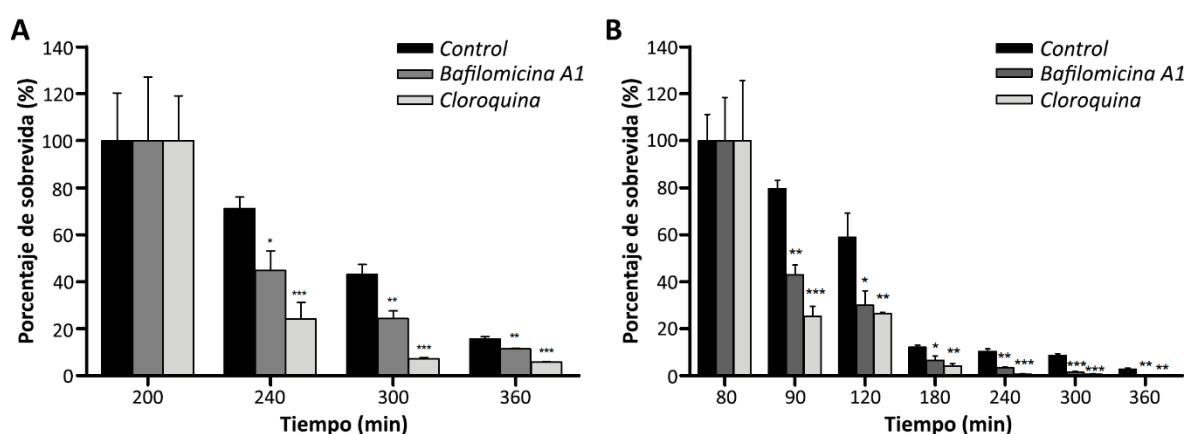 A
Porcentaje de sobrevida (%)
140
120
100
80
60
40
20
0
Control
Bafilomicina A1
Cloroquina
*
***
**
***
**
***
200 240 300 360
Tiempo (min)
B
Porcentaje de sobrevida (%)
140
120
100
80
60
40
20
0
Control
Bafilomicina A1
Cloroquina
**
***
*
**
*
**
**
***
***
***
**
**
80 90 120 180 240 300 360
Tiempo (min)